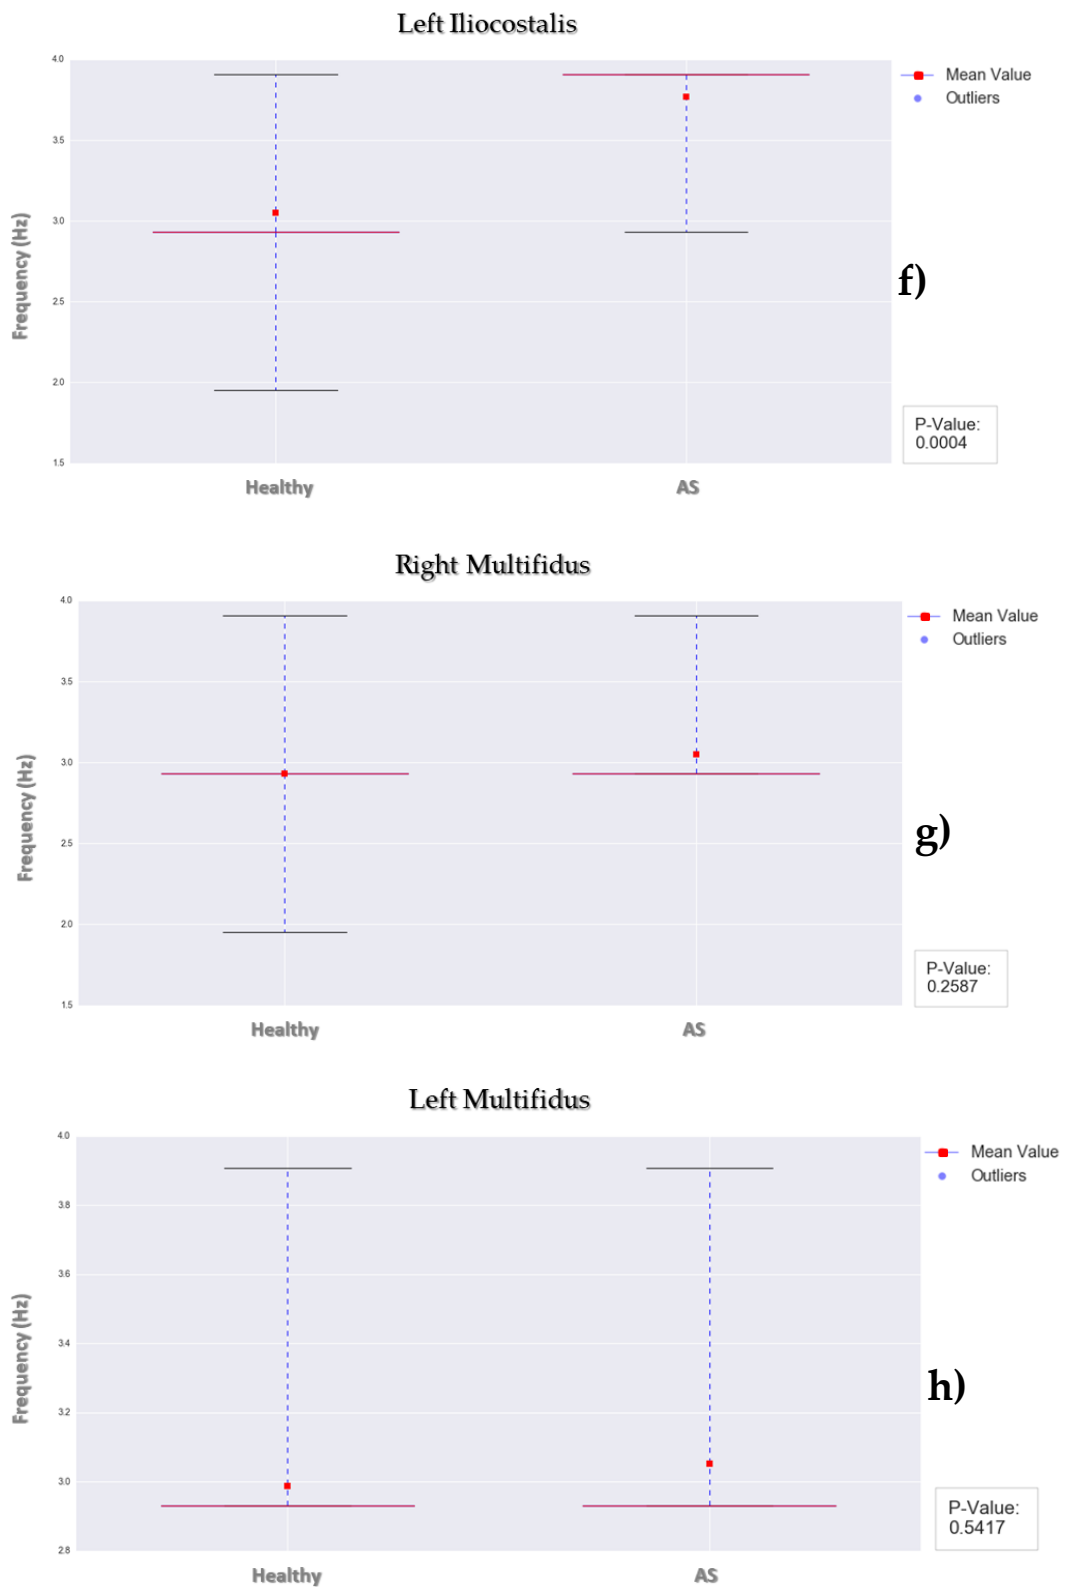 Left Iliocostalis
4.0
3.5
3.0
2.5
2.0
1.5
Frequency (Hz)
Healthy
AS
Mean Value
Outliers
f)
P-Value:
0.0004
Right Multifidus
4.0
3.5
3.0
2.5
2.0
1.5
Frequency (Hz)
Healthy
AS
Mean Value
Outliers
g)
P-Value:
0.2587
Left Multifidus
4.0
3.8
3.6
3.4
3.2
3.0
2.8
Frequency (Hz)
Healthy
AS
Mean Value
Outliers
h)
P-Value:
0.5417